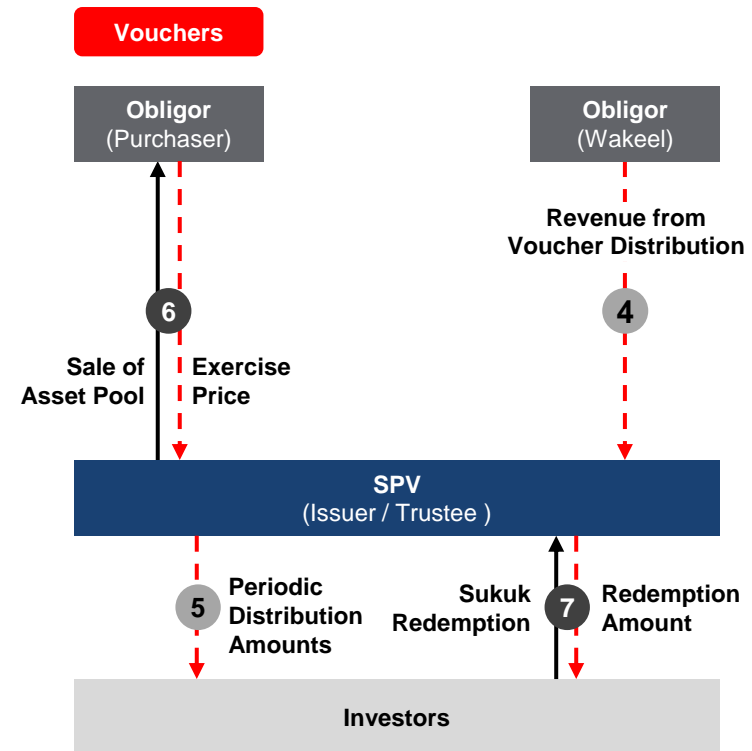 Vouchers
Obligor
(Purchaser)
Obligor
(Wakeel)
Revenue from
Voucher Distribution
6
4
Sale of
Asset Pool
Exercise
Price
SPV
(Issuer / Trustee )
5
Periodic
Distribution
Amounts
Sukuk
Redemption
7
Redemption
Amount
Investors